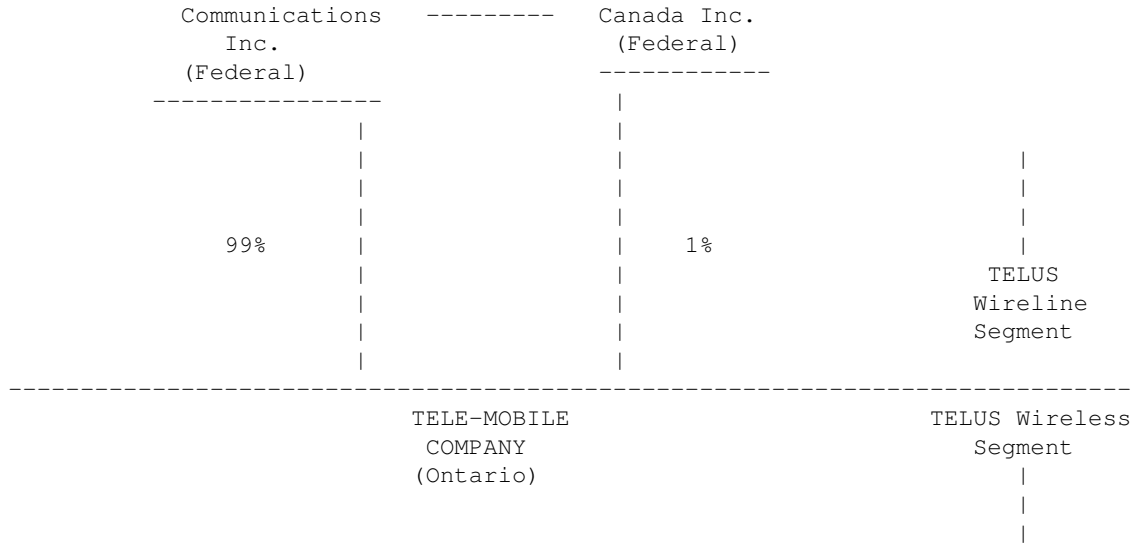 Communications --------- Canada Inc.
Inc. (Federal)
(Federal) ------------
---------------- |
| |
| | |
| | |
| | |
| | |
99% | | 1% |
| | TELUS
| | Wireline
| | Segment
| |
------------------------------------------------------------------------------
TELE-MOBILE TELUS Wireless
COMPANY Segment
(Ontario) |
|
|